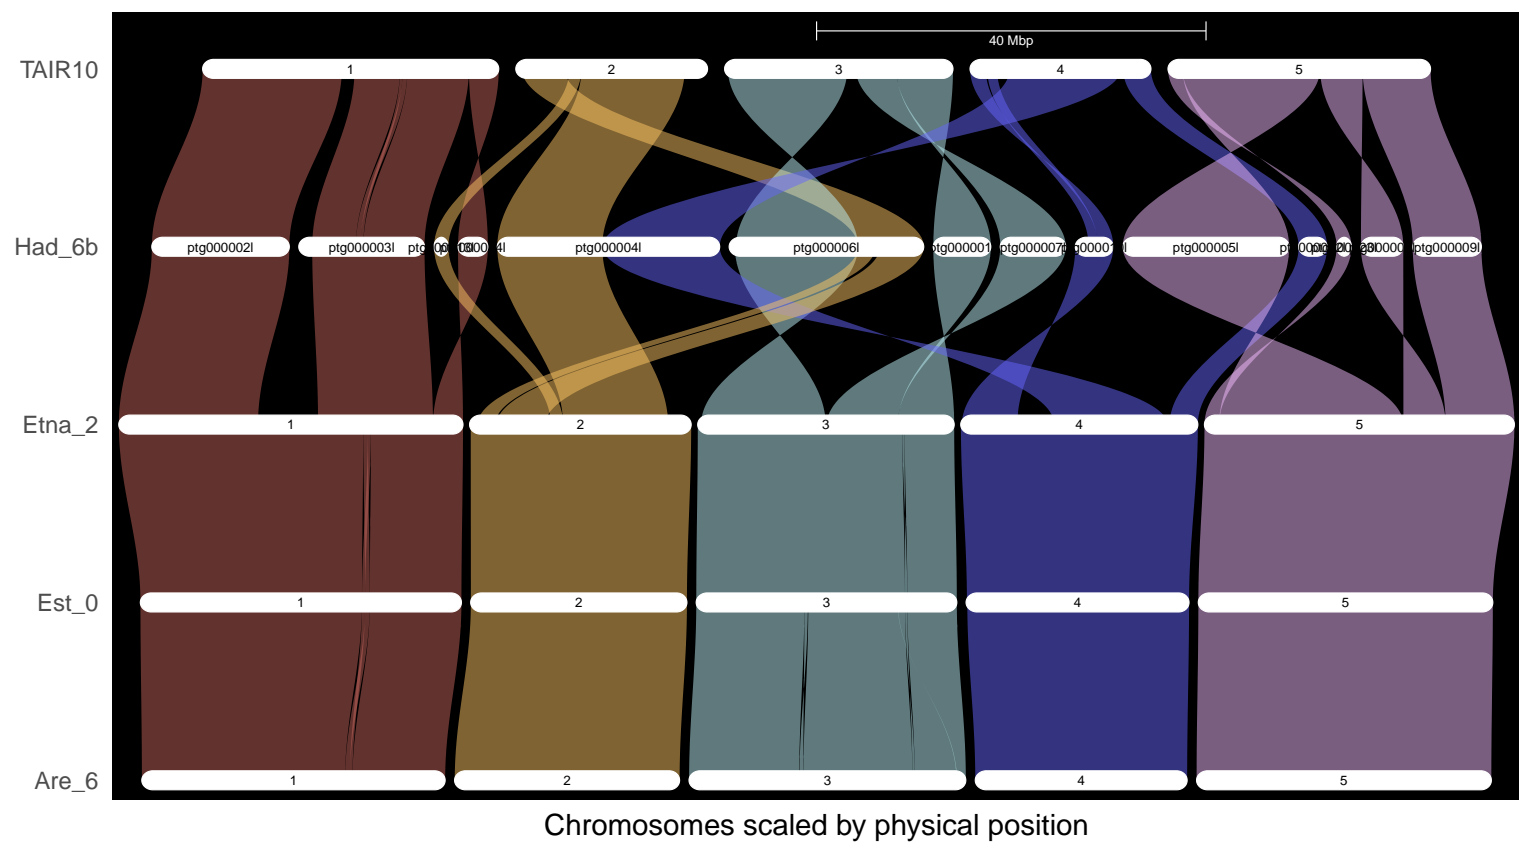 40 Mbp
TAIR10 1 2 3 4 5
Had_6b ptg000002l ptg000003l ptg000004l ptg000006l ptg000001 ptg000007 ptg000005l ptg000009l
Etna_2 1 2 3 4 5
Est_0 1 2 3 4 5
Are_6 1 2 3 4 5
Chromosomes scaled by physical position